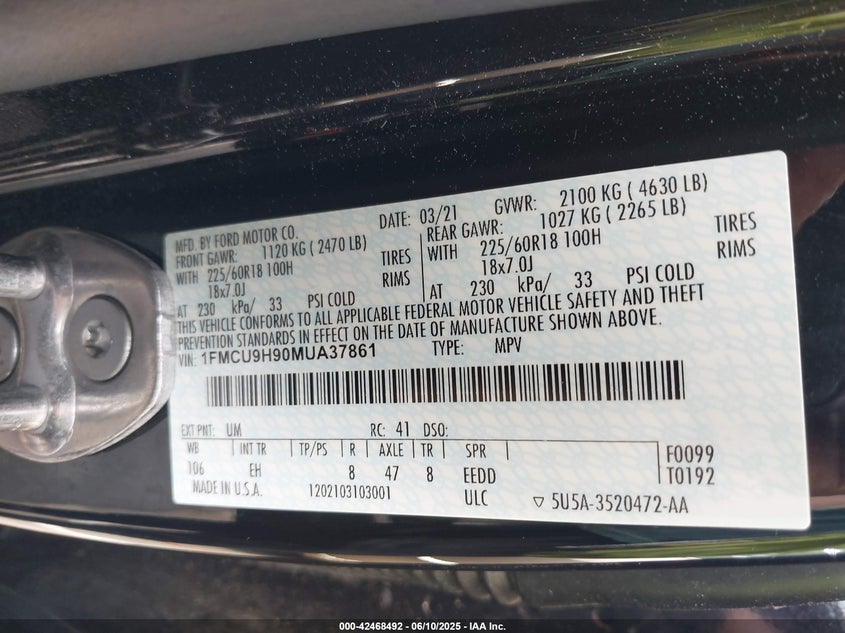 MFD. BY FORD MOTOR CO. DATE: 03/21 GVWR: 2100 KG ( 4630 LB)
FRONT GAWR: 1120 KG ( 2470 LB) REAR GAWR: 1027 KG ( 2265 LB)
WITH 225/60R18 100H TIRES WITH 225/60R18 100H TIRES
18x7.0J RIMS 18x7.0J RIMS
AT 230 kPa/ 33 PSI COLD AT 230 kPa/ 33 PSI COLD
THIS VEHICLE CONFORMS TO ALL APPLICABLE FEDERAL MOTOR VEHICLE SAFETY AND THEFT
PREVENTION STANDARDS IN EFFECT ON THE DATE OF MANUFACTURE SHOWN ABOVE.
VIN: 1FMCU9H90MUA37861 TYPE: MPV
EXT PNT: UM RC: 41 DSO:
WB INT TR TP/PS R AXLE TR SPR
106 EH 8 47 8 EEDD
F0099
T0192
MADE IN U.S.A. 1202103103001 ULC ▽ 5U5A-3520472-AA
000-42468492 - 06/10/2025 - IAA Inc.